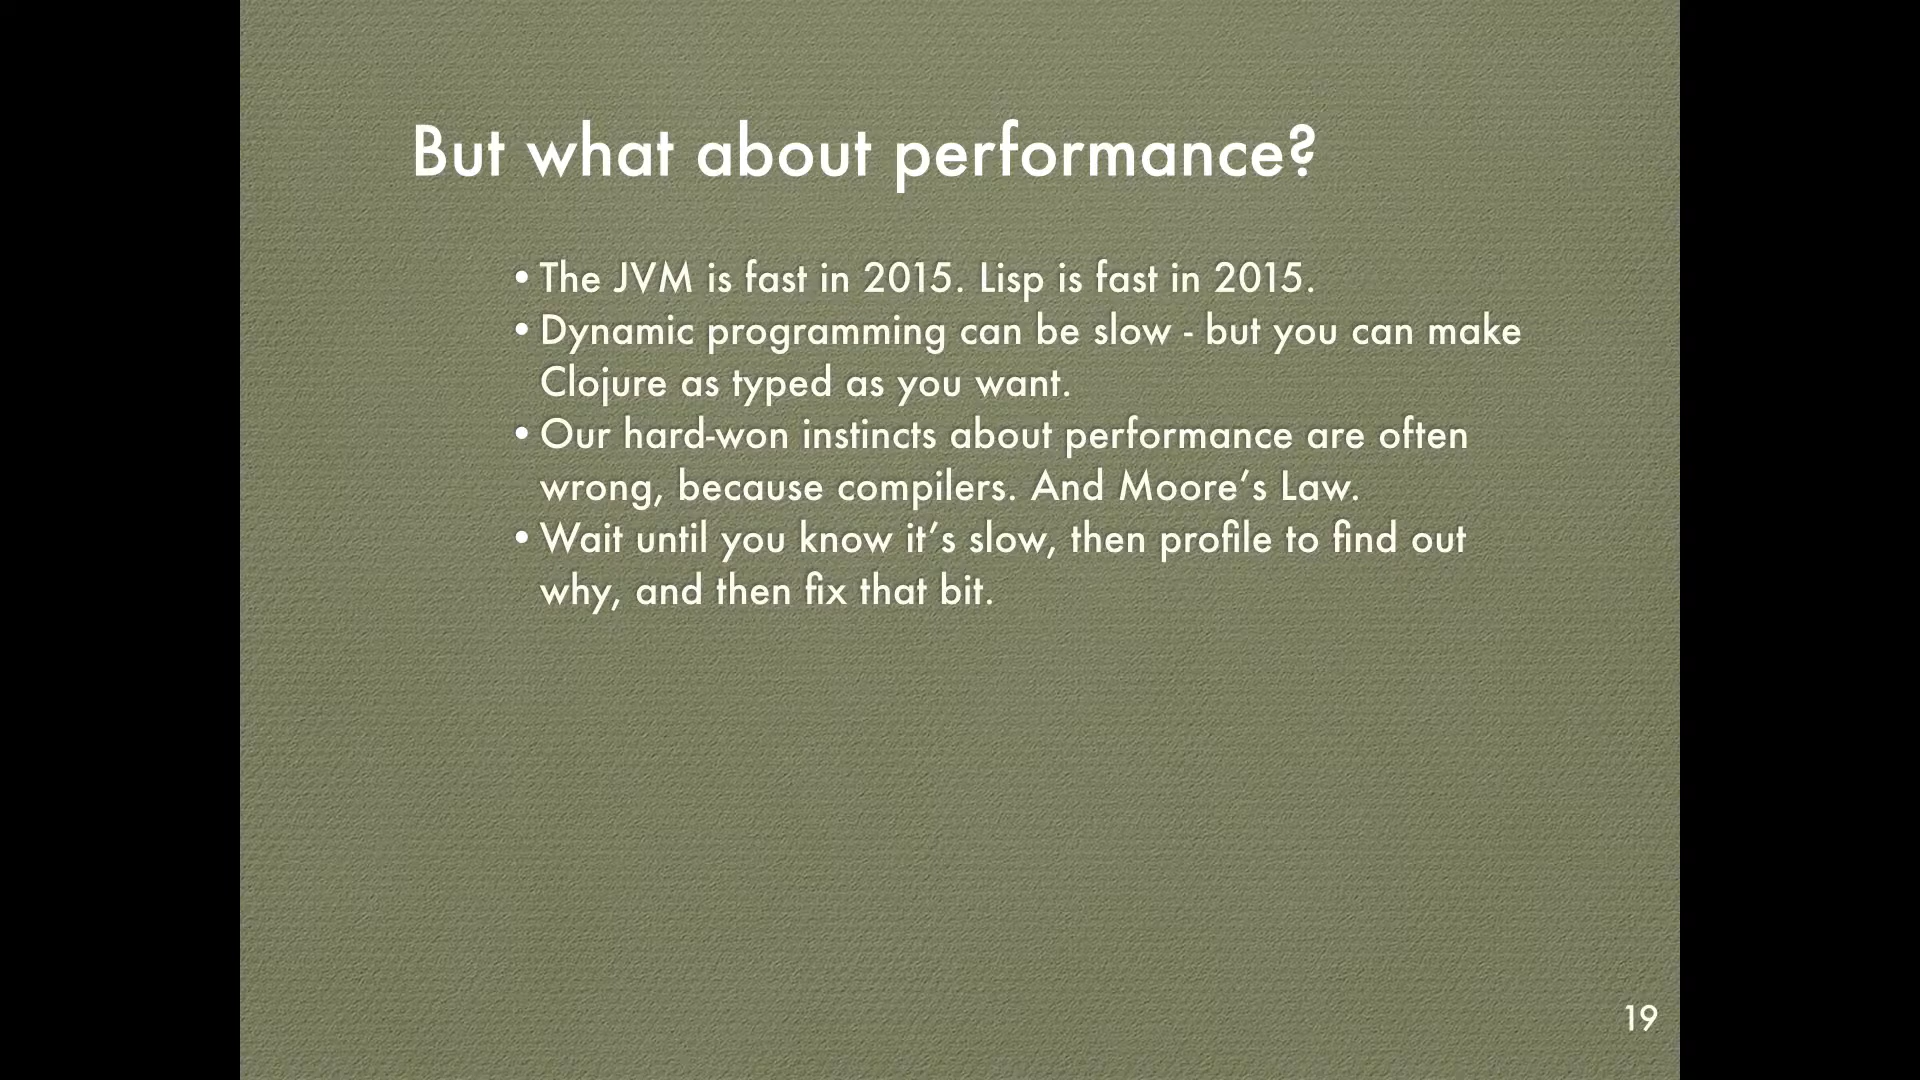 But what about performance?
•The JVM is fast in 2015. Lisp is fast in 2015.
•Dynamic programming can be slow - but you can make
Clojure as typed as you want.
•Our hard-won instincts about performance are often
wrong, because compilers. And Moore’s Law.
•Wait until you know it’s slow, then profile to find out
why, and then fix that bit.
19